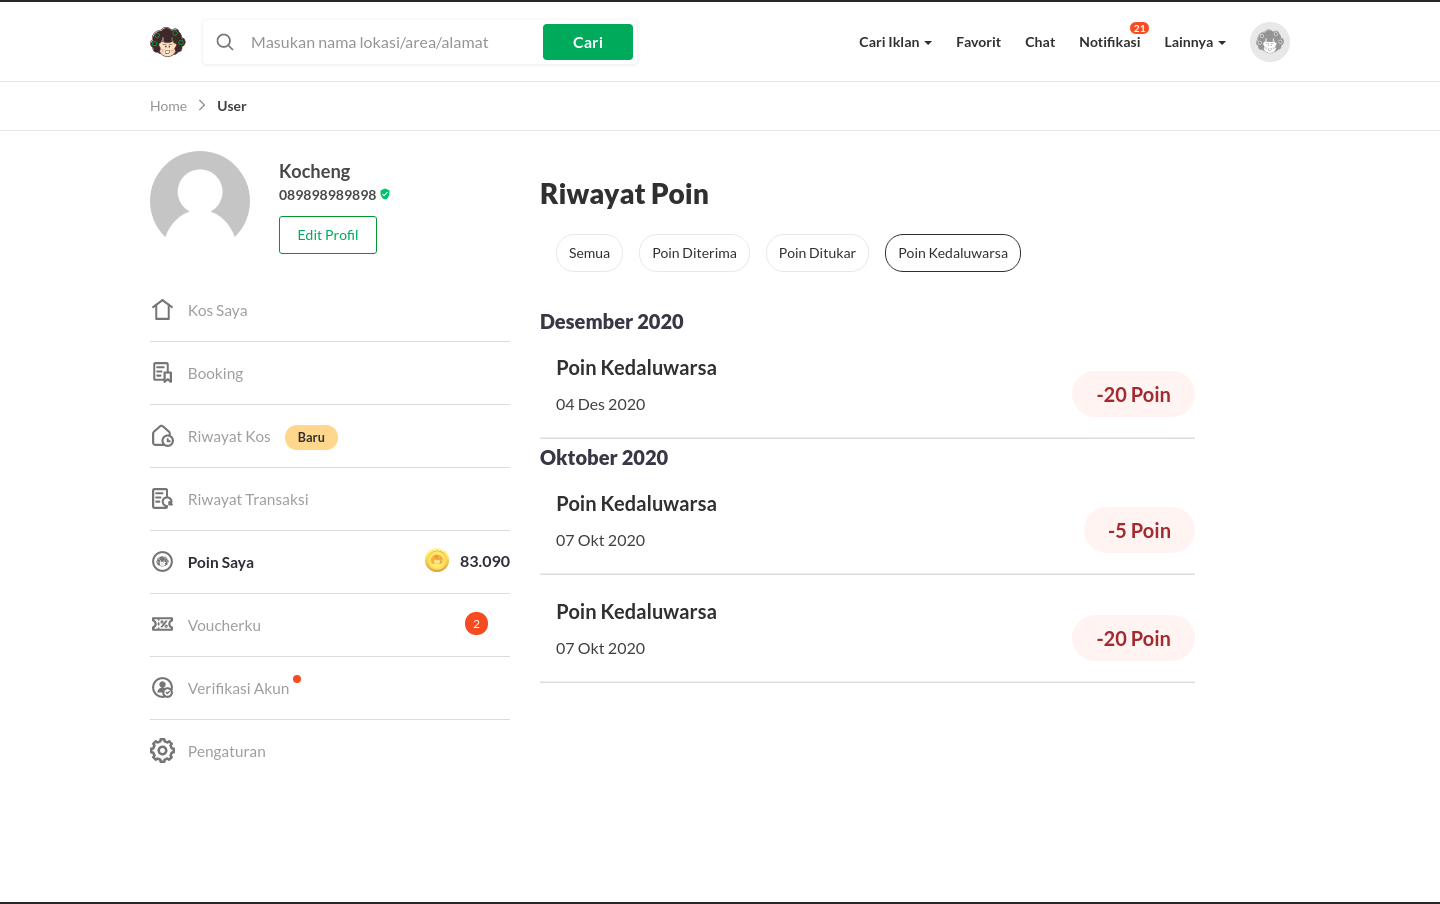 Masukan nama lokasi/area/alamat
Cari
Cari Iklan
Favorit
Chat
Notifikasi
21
Lainnya
Home
User
Kocheng
089898989898
Edit Profil
Kos Saya
Booking
Riwayat Kos
Baru
Riwayat Transaksi
Poin Saya
83.090
Voucherku
2
Verifikasi Akun
Pengaturan
Riwayat Poin
Semua
Poin Diterima
Poin Ditukar
Poin Kedaluwarsa
Desember 2020
Poin Kedaluwarsa
04 Des 2020
-20 Poin
Oktober 2020
Poin Kedaluwarsa
07 Okt 2020
-5 Poin
Poin Kedaluwarsa
07 Okt 2020
-20 Poin